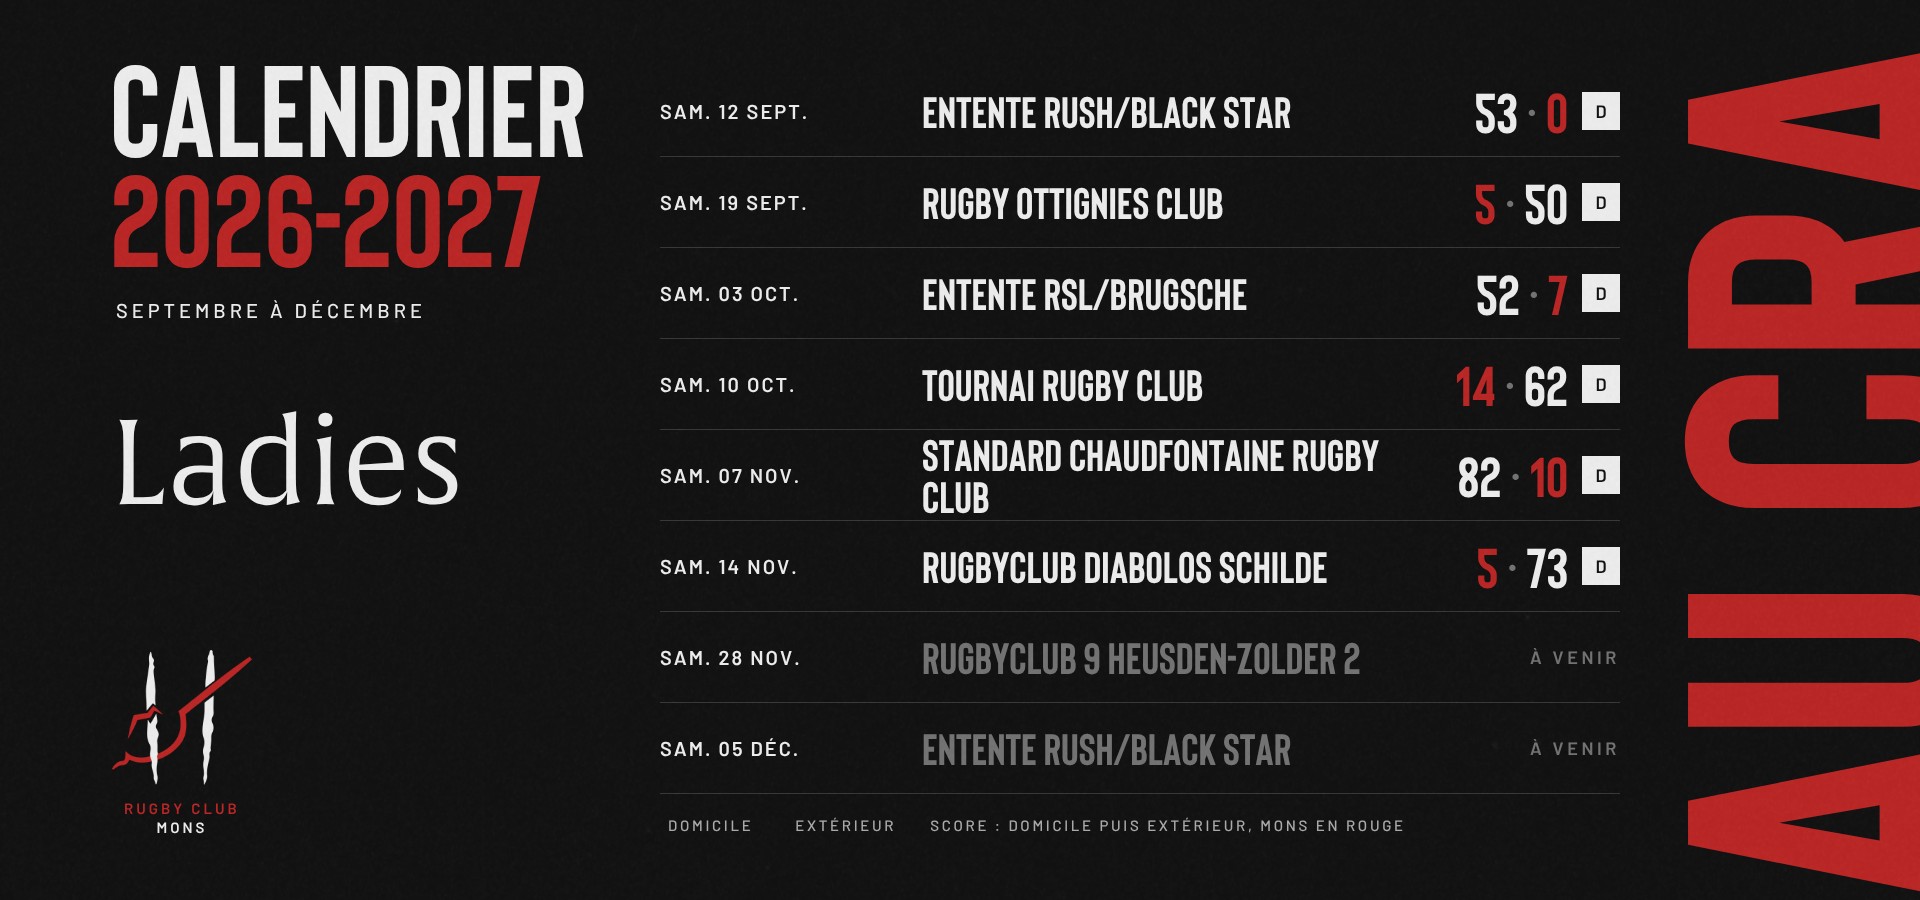 CALENDRIER
2026-2027
SEPTEMBRE À DÉCEMBRE
Ladies
RUGBY CLUB
MONS
SAM. 12 SEPT. ENTENTE RUSH/BLACK STAR 53 · 0 D
SAM. 19 SEPT. RUGBY OTTIGNIES CLUB 5 · 50 D
SAM. 03 OCT. ENTENTE RSL/BRUGSCHE 52 · 7 D
SAM. 10 OCT. TOURNAI RUGBY CLUB 14 · 62 D
SAM. 07 NOV. STANDARD CHAUDFONTAINE RUGBY
CLUB 82 · 10 D
SAM. 14 NOV. RUGBYCLUB DIABOLOS SCHILDE 5 · 73 D
SAM. 28 NOV. RUGBYCLUB 9 HEUSDEN-ZOLDER 2 À VENIR
SAM. 05 DÉC. ENTENTE RUSH/BLACK STAR À VENIR
DOMICILE EXTÉRIEUR SCORE : DOMICILE PUIS EXTÉRIEUR, MONS EN ROUGE
AU CRA